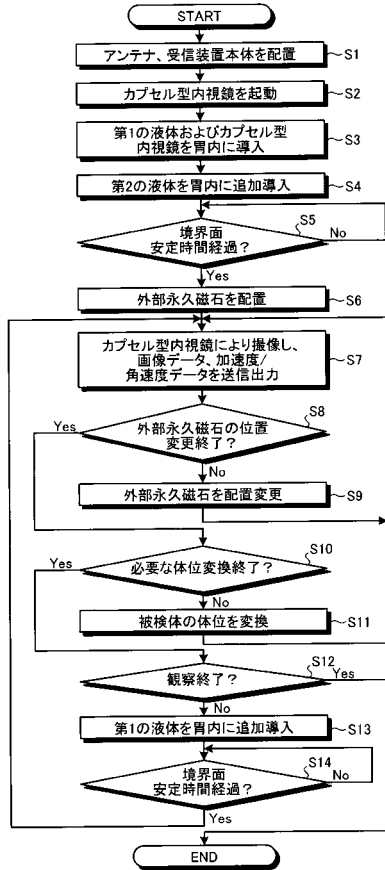 START
アンテナ、受信装置本体を配置
S1
カプセル型内視鏡を起動
S2
第1の液体およびカプセル型
内視鏡を胃内に導入
S3
第2の液体を胃内に追加導入
S4
S5
境界面
安定時間経過?
No
Yes
外部永久磁石を配置
S6
カプセル型内視鏡により撮像し、
画像データ、加速度/
角速度データを送信出力
S7
S8
Yes
外部永久磁石の位置
変更終了?
No
外部永久磁石を配置変更
S9
S10
Yes
必要な体位変換終了?
No
被検体の体位を変換
S11
S12
観察終了?
Yes
No
第1の液体を胃内に追加導入
S13
S14
境界面
安定時間経過?
No
Yes
END